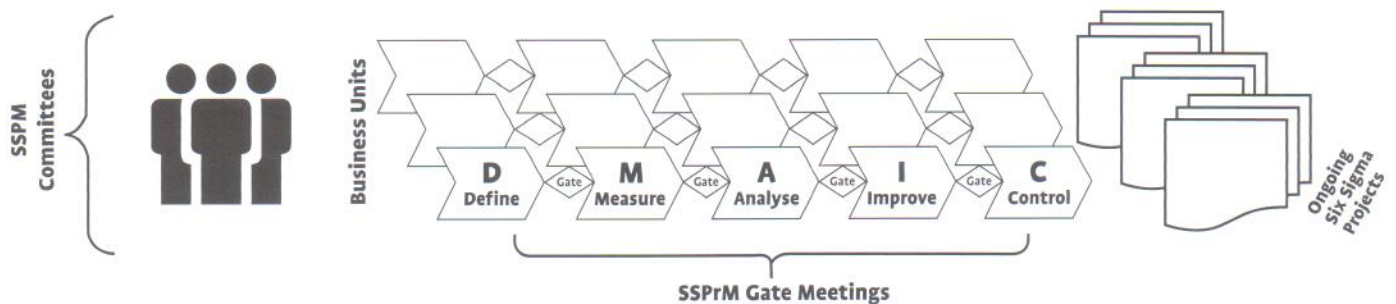 SSPM
Committees
Business Units
D
Define
Gate
M
Measure
Gate
A
Analyse
Gate
I
Improve
Gate
C
Control
Ongoing
Six Sigma
Projects
SSPrM Gate Meetings